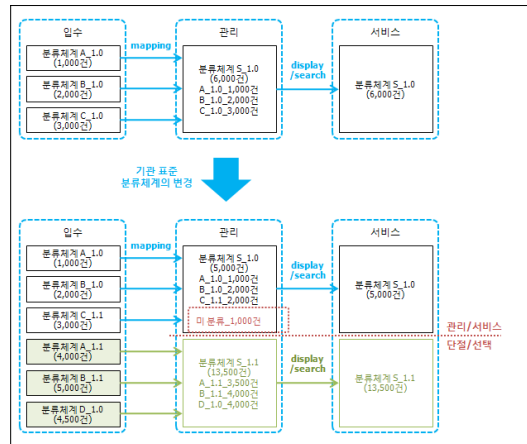 입수
관리
서비스
분류체계 A_1.0
(1,000건)
분류체계 B_1.0
(2,000건)
분류체계 C_1.0
(3,000건)
mapping
분류체계 S_1.0
(6,000건)
A_1.0_1,000건
B_1.0_2,000건
C_1.0_3,000건
display
/search
분류체계 S_1.0
(6,000건)
기관 표준
분류체계의 변경
입수
관리
서비스
분류체계 A_1.0
(1,000건)
분류체계 B_1.0
(2,000건)
분류체계 C_1.1
(3,000건)
분류체계 A_1.1
(4,000건)
분류체계 B_1.1
(5,000건)
분류체계 D_1.0
(4,500건)
mapping
분류체계 S_1.0
(5,000건)
A_1.0_1,000건
B_1.0_2,000건
C_1.1_2,000건
미 분류_1,000건
분류체계 S_1.1
(13,500건)
A_1.1_3,500건
B_1.1_4,000건
D_1.0_4,000건
display
/search
display
/search
분류체계 S_1.0
(5,000건)
분류체계 S_1.1
(13,500건)
관리/서비스
단절/선택